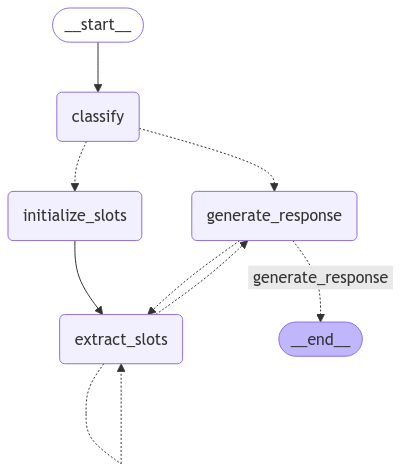 __start__
classify
initialize_slots
generate_response
generate_response
extract_slots
__end__